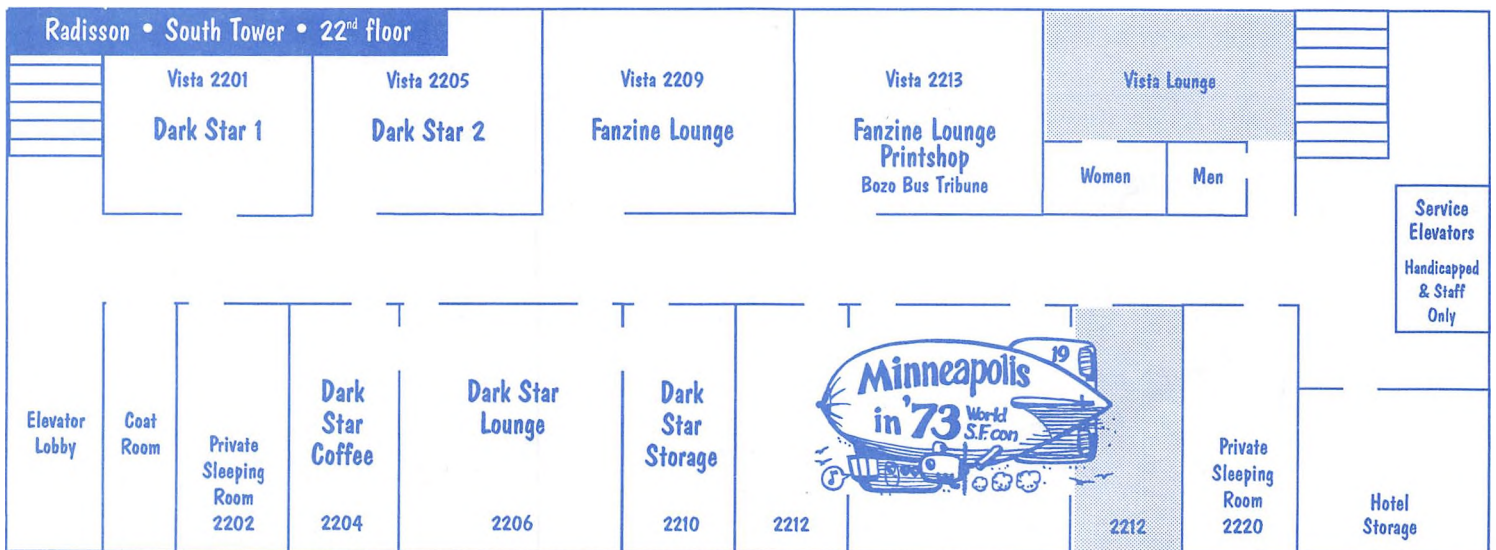 Radisson • South Tower • 22nd floor
Vista 2201
Dark Star 1
Vista 2205
Dark Star 2
Vista 2209
Fanzine Lounge
Vista 2213
Fanzine Lounge
Printshop
Bozo Bus Tribune
Vista Lounge
Women
Men
Service
Elevators
Handicapped
& Staff
Only
Elevator
Lobby
Coat
Room
Private
Sleeping
Room
2202
Dark
Star
Coffee
2204
Dark Star
Lounge
2206
Dark
Star
Storage
2210
2212
19
Minneapolis
in '73 World
S.F. con
2212
Private
Sleeping
Room
2220
Hotel
Storage